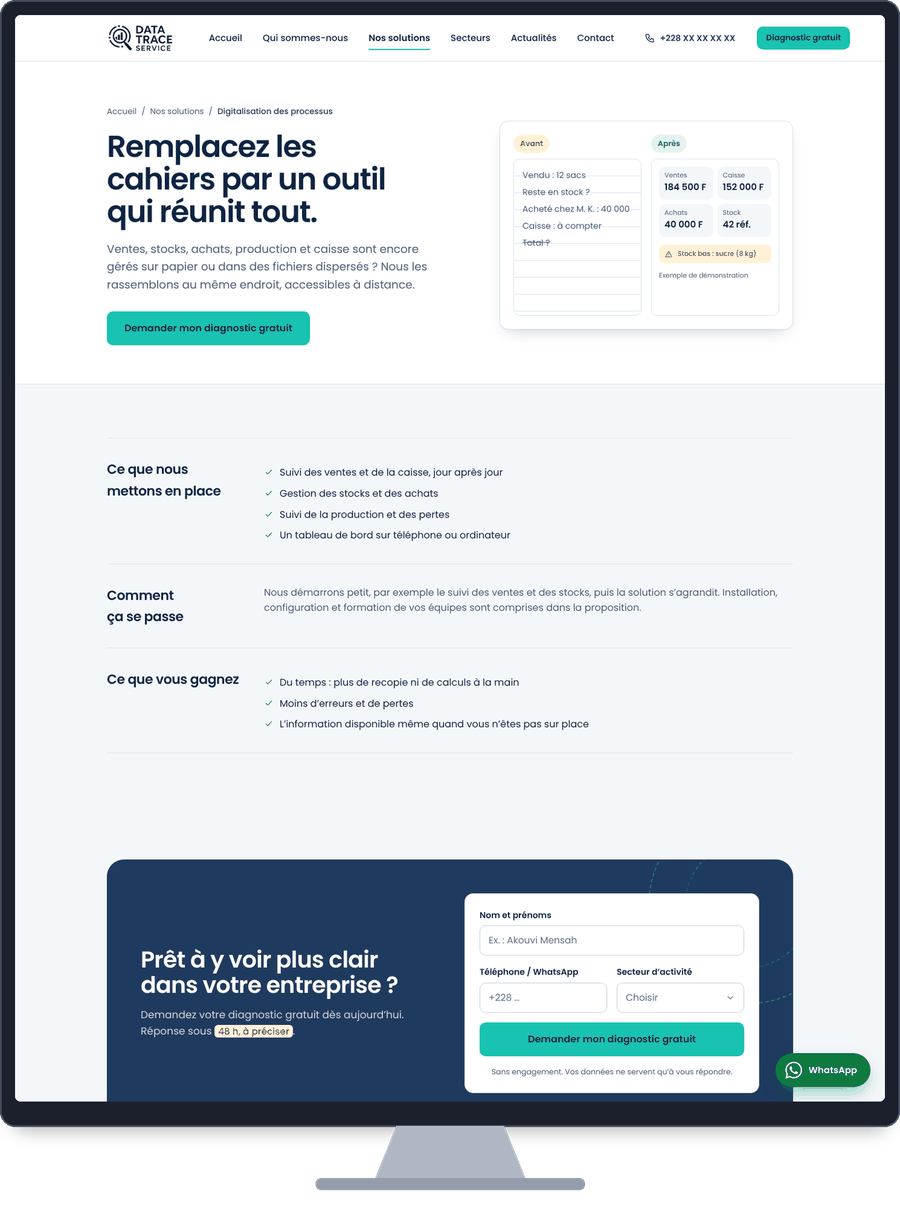 DATA
TRACE
SERVICE
Accueil
Qui sommes-nous
Nos solutions
Secteurs
Actualités
Contact
+228 XX XX XX XX
Diagnostic gratuit
Accueil / Nos solutions / Digitalisation des processus
Remplacez les
cahiers par un outil
qui réunit tout.
Ventes, stocks, achats, production et caisse sont encore
gérés sur papier ou dans des fichiers dispersés ? Nous les
rassemblons au même endroit, accessibles à distance.
Demander mon diagnostic gratuit
Avant
Vendu : 12 sacs
Reste en stock ?
Acheté chez M. K. : 40 000
Caisse : à compter
Total ?
Après
Ventes
184 500 F
Caisse
152 000 F
Achats
40 000 F
Stock
42 réf.
Stock bas : sucre (8 kg)
Exemple de démonstration
Ce que nous
mettons en place
Suivi des ventes et de la caisse, jour après jour
Gestion des stocks et des achats
Suivi de la production et des pertes
Un tableau de bord sur téléphone ou ordinateur
Comment
ça se passe
Nous démarrons petit, par exemple le suivi des ventes et des stocks, puis la solution s’agrandit. Installation,
configuration et formation de vos équipes sont comprises dans la proposition.
Ce que vous gagnez
Du temps : plus de recopie ni de calculs à la main
Moins d’erreurs et de pertes
L’information disponible même quand vous n’êtes pas sur place
Prêt à y voir plus clair
dans votre entreprise ?
Demandez votre diagnostic gratuit dès aujourd’hui.
Réponse sous 48 h, à préciser.
Nom et prénoms
Ex. : Akouvi Mensah
Téléphone / WhatsApp
+228 …
Secteur d’activité
Choisir
Demander mon diagnostic gratuit
Sans engagement. Vos données ne servent qu’à vous répondre.
WhatsApp